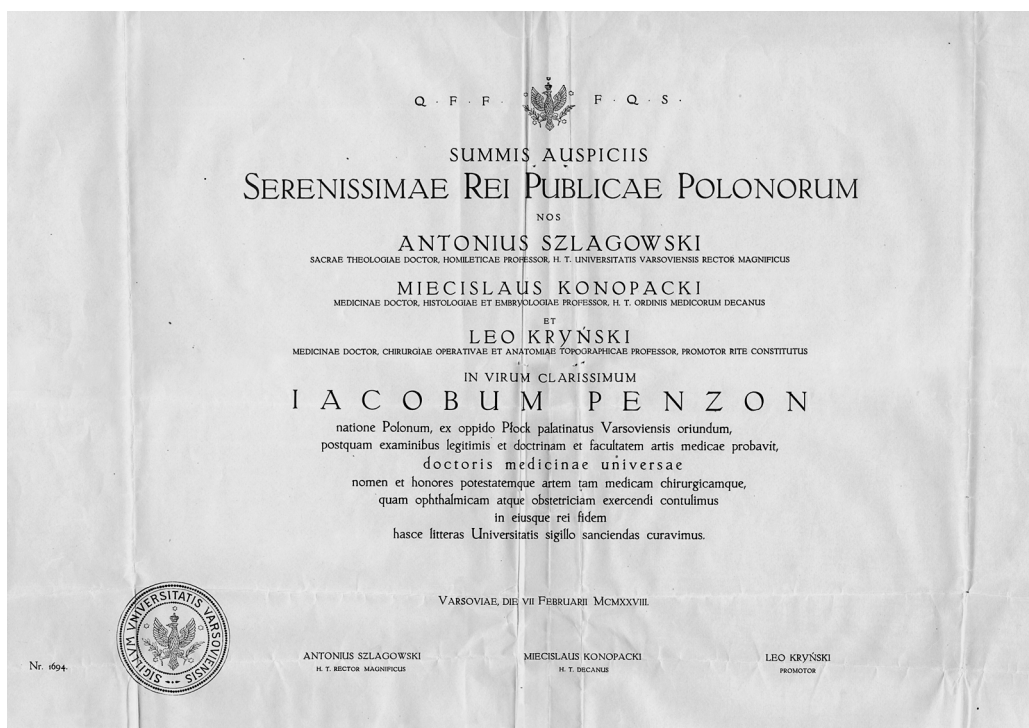 Q · F · F · F · Q · S ·
SUMMIS AUSPICIIS
SERENISSIMAE REI PUBLICAE POLONORUM
NOS
ANTONIUS SZLAGOWSKI
SACRAE THEOLOGIAE DOCTOR, HOMILETICAE PROFESSOR, H. T. UNIVERSITATIS VARSOVIENSIS RECTOR MAGNIFICUS
MIECISLAUS KONOPACKI
MEDICINAE DOCTOR, HISTOLOGIAE ET EMBRYOLOGIAE PROFESSOR, H. T. ORDINIS MEDICORUM DECANUS
ET
LEO KRYŃSKI
MEDICINAE DOCTOR, CHIRURGIAE OPERATIVAE ET ANATOMIAE TOPOGRAPHICAE PROFESSOR, PROMOTOR RITE CONSTITUTUS
IN VIRUM CLARISSIMUM
IACOBUM PENZON
natione Polonum, ex oppido Płock palatinatus Varsoviensis oriundum,
postquam examinibus legitimis et doctrinam et facultatem artis medicae probavit,
doctoris medicinae universae
nomen et honores potestatemque artem tam medicam chirurgicamque,
quam ophthalmicam atque obstetriciam exercendi contulimus
in eiusque rei fidem
hasce litteras Universitatis sigillo sanciendas curavimus.
VARSOVIAE, DIE VII FEBRUARII MCMXXVIII.
SIGILLVM VNIVERSITATIS VARSOVIENSIS
Nr. 1694.
ANTONIUS SZLAGOWSKI
H. T. RECTOR MAGNIFICUS
MIECISLAUS KONOPACKI
H. T. DECANUS
LEO KRYŃSKI
PROMOTOR